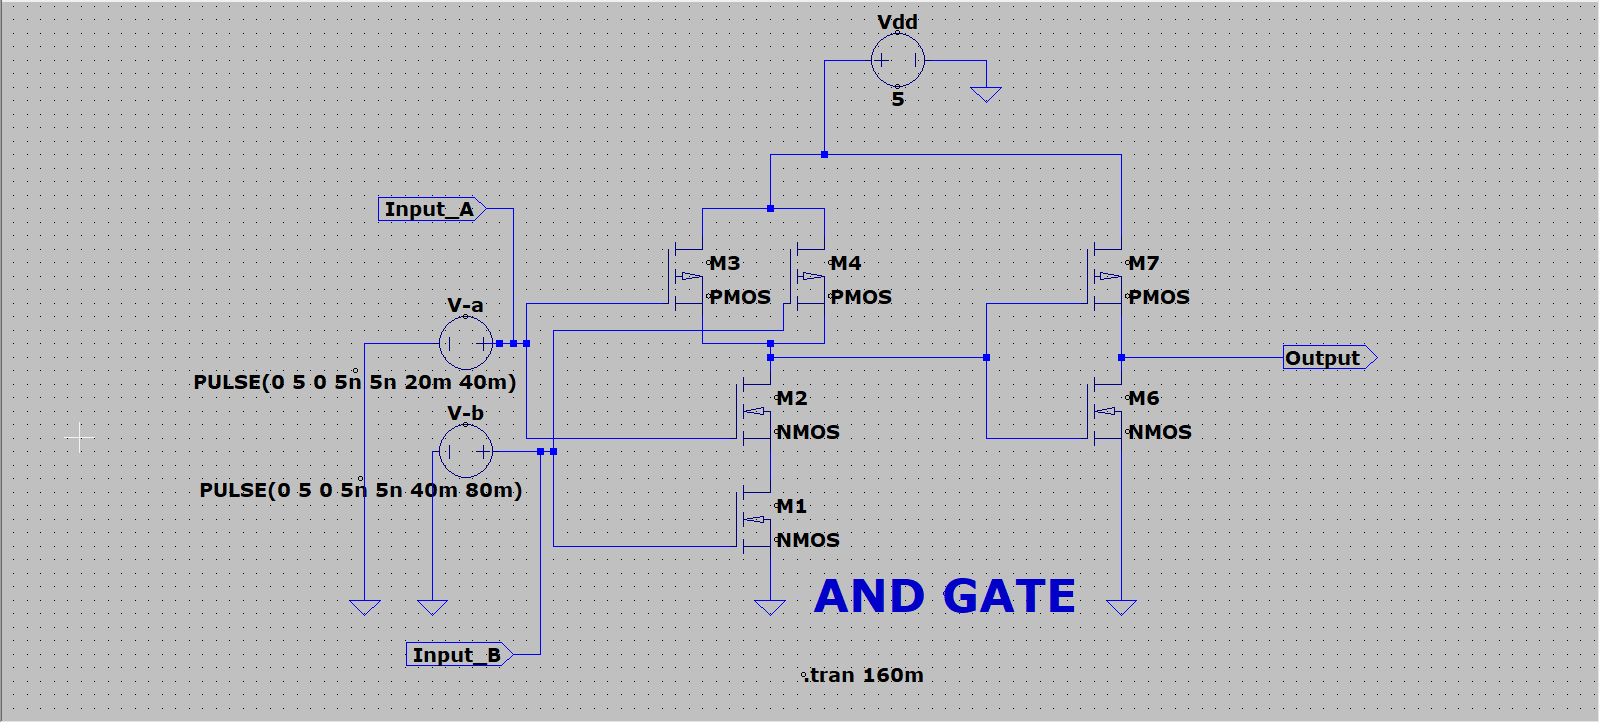 Vdd
5
Input_A
M3
PMOS
M4
PMOS
M7
PMOS
V-a
PULSE(0 5 0 5n 5n 20m 40m)
Output
M2
NMOS
M6
NMOS
V-b
PULSE(0 5 0 5n 5n 40m 80m)
M1
NMOS
AND GATE
Input_B
.tran 160m